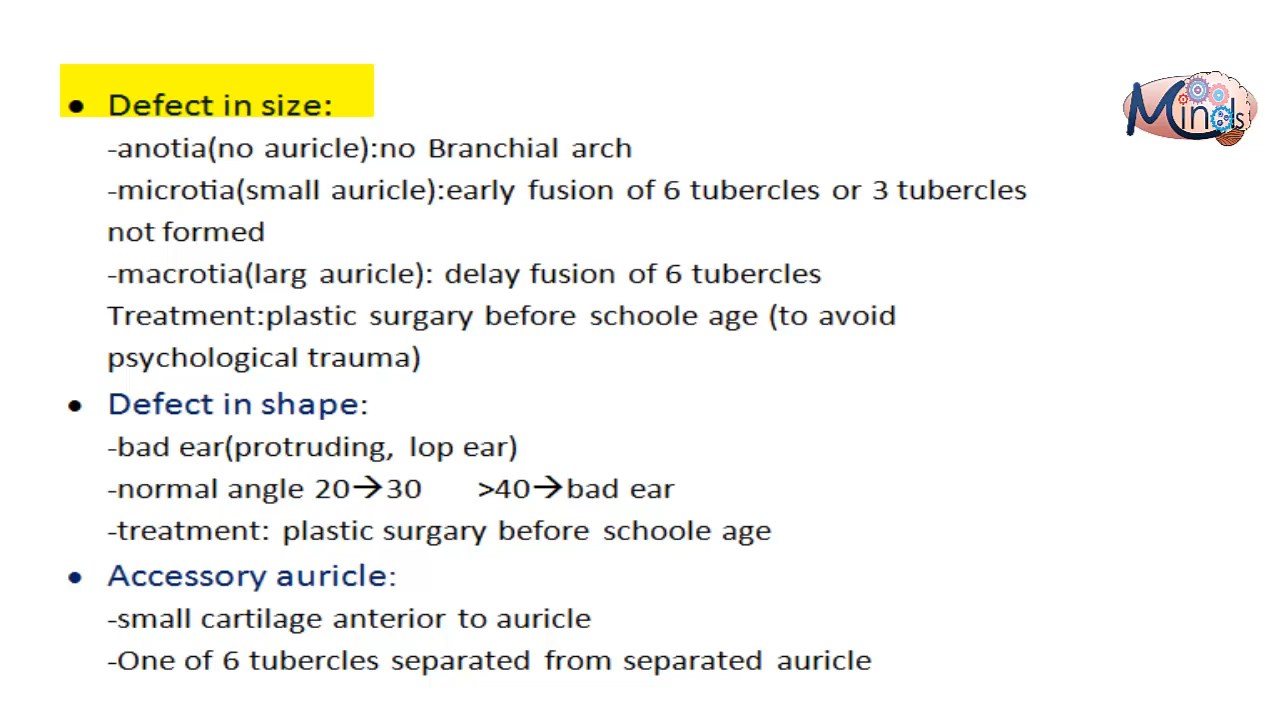 • Defect in size:
-anotia(no auricle):no Branchial arch
-microtia(small auricle):early fusion of 6 tubercles or 3 tubercles
not formed
-macrotia(larg auricle): delay fusion of 6 tubercles
Treatment:plastic surgary before schoole age (to avoid
psychological trauma)
• Defect in shape:
-bad ear(protruding, lop ear)
-normal angle 20→30 >40→bad ear
-treatment: plastic surgary before schoole age
• Accessory auricle:
-small cartilage anterior to auricle
-One of 6 tubercles separated from separated auricle
Minds